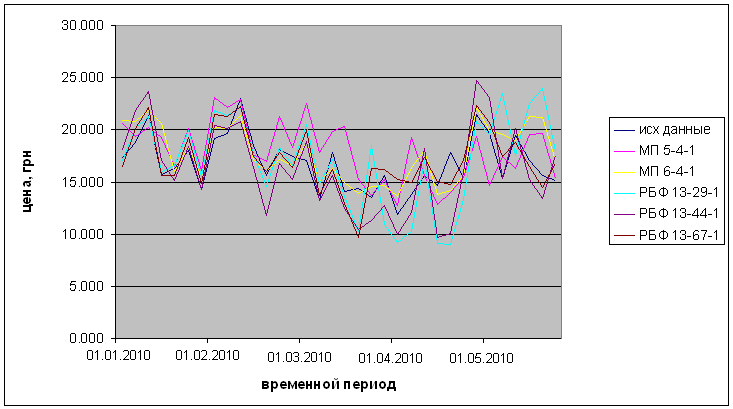 30.000
25.000
20.000
15.000
10.000
5.000
0.000
цена, грн
01.01.2010 01.02.2010 01.03.2010 01.04.2010 01.05.2010
временной период
исх данные
МП 5-4-1
МП 6-4-1
РБФ 13-29-1
РБФ 13-44-1
РБФ 13-67-1